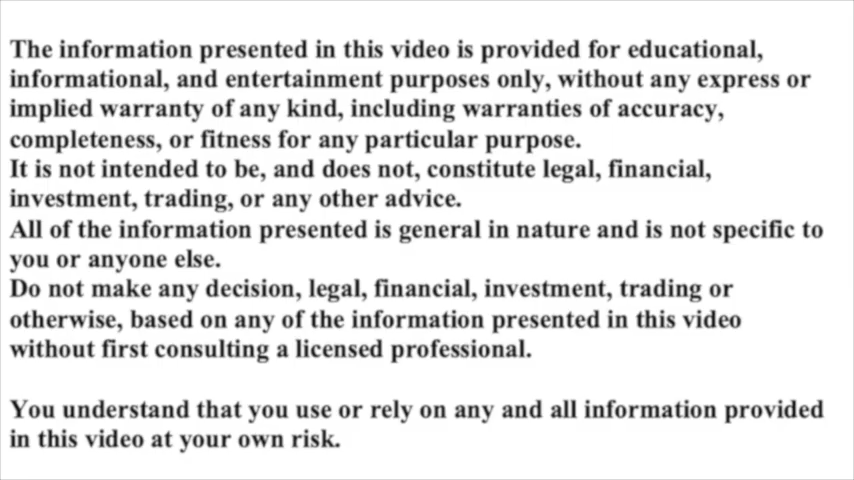 The information presented in this video is provided for educational,
informational, and entertainment purposes only, without any express or
implied warranty of any kind, including warranties of accuracy,
completeness, or fitness for any particular purpose.
It is not intended to be, and does not, constitute legal, financial,
investment, trading, or any other advice.
All of the information presented is general in nature and is not specific to
you or anyone else.
Do not make any decision, legal, financial, investment, trading or
otherwise, based on any of the information presented in this video
without first consulting a licensed professional.
You understand that you use or rely on any and all information provided
in this video at your own risk.